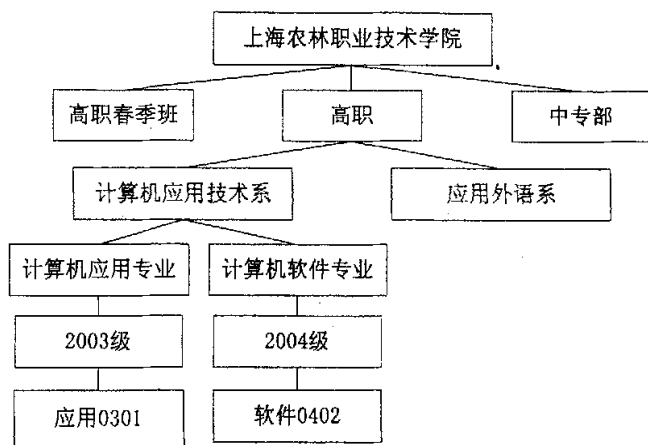 上海农林职业技术学院
高职春季班
高职
中专部
计算机应用技术系
应用外语系
计算机应用专业
计算机软件专业
2003级
2004级
应用0301
软件0402